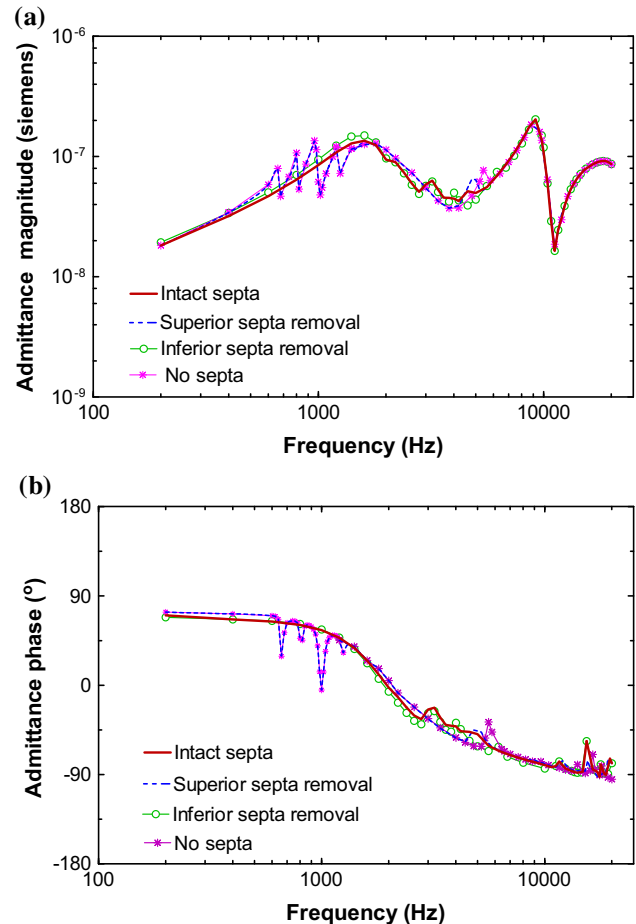 (a)
Admittance magnitude (siemens)
10⁻⁶
10⁻⁷
10⁻⁸
10⁻⁹
Intact septa
Superior septa removal
Inferior septa removal
No septa
100
1000
10000
Frequency (Hz)
(b)
Admittance phase (°)
180
90
0
-90
-180
Intact septa
Superior septa removal
Inferior septa removal
No septa
100
1000
10000
Frequency (Hz)